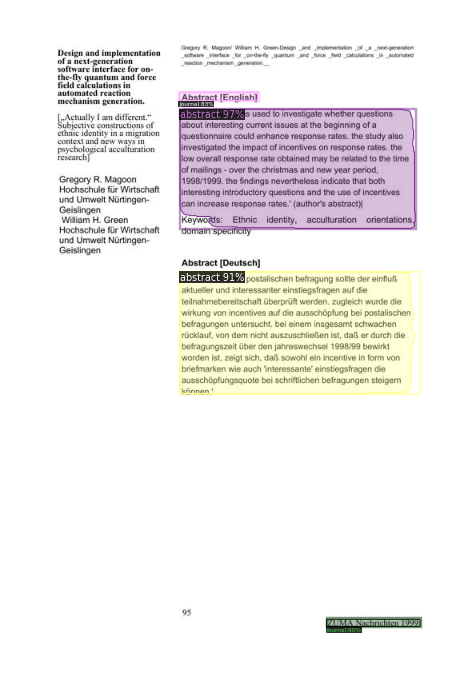 Gregory R. Magoon/ William H. Green-Design _and _implementation _of _a _next-generation
_software _interface _for _on-the-fly _quantum _and _force _field _calculations _in _automated
_reaction _mechanism _generation.__
Design and implementation
of a next-generation
software interface for on-
the-fly quantum and force
field calculations in
automated reaction
mechanism generation.
[„Actually I am different.“
Subjective constructions of
ethnic identity in a migration
context and new ways in
psychological acculturation
research]
Gregory R. Magoon
Hochschule für Wirtschaft
und Umwelt Nürtingen-
Geislingen
William H. Green
Hochschule für Wirtschaft
und Umwelt Nürtingen-
Geislingen
Abstract [English]
journal 83%
abstract 97%
is used to investigate whether questions
about interesting current issues at the beginning of a
questionnaire could enhance response rates. the study also
investigated the impact of incentives on response rates. the
low overall response rate obtained may be related to the time
of mailings - over the christmas and new year period,
1998/1999. the findings nevertheless indicate that both
interesting introductory questions and the use of incentives
can increase response rates.' (author's abstract)|
Keywords: Ethnic identity, acculturation orientations,
domain specificity
Abstract [Deutsch]
abstract 91%
postalischen befragung sollte der einfluß
aktueller und interessanter einstiegsfragen auf die
teilnahmebereitschaft überprüft werden. zugleich wurde die
wirkung von incentives auf die ausschöpfung bei postalischen
befragungen untersucht. bei einem insgesamt schwachen
rücklauf, von dem nicht auszuschließen ist, daß er durch die
befragungszeit über den jahreswechsel 1998/99 bewirkt
worden ist, zeigt sich, daß sowohl ein incentive in form von
briefmarken wie auch 'interessante' einstiegsfragen die
ausschöpfungsquote bei schriftlichen befragungen steigern
können.'
95
ZUMA Nachrichten 1999|